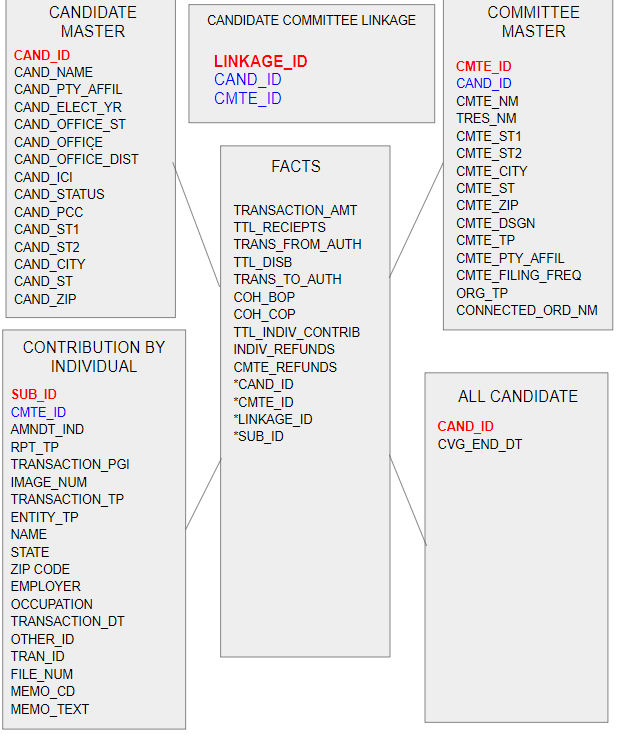 CANDIDATE
MASTER
CAND_ID
CAND_NAME
CAND_PTY_AFFIL
CAND_ELECT_YR
CAND_OFFICE_ST
CAND_OFFICE
CAND_OFFICE_DIST
CAND_ICI
CAND_STATUS
CAND_PCC
CAND_ST1
CAND_ST2
CAND_CITY
CAND_ST
CAND_ZIP
CANDIDATE COMMITTEE LINKAGE
LINKAGE_ID
CAND_ID
CMTE_ID
COMMITTEE
MASTER
CMTE_ID
CAND_ID
CMTE_NM
TRES_NM
CMTE_ST1
CMTE_ST2
CMTE_CITY
CMTE_ST
CMTE_ZIP
CMTE_DSGN
CMTE_TP
CMTE_PTY_AFFIL
CMTE_FILING_FREQ
ORG_TP
CONNECTED_ORD_NM
FACTS
TRANSACTION_AMT
TTL_RECIEPTS
TRANS_FROM_AUTH
TTL_DISB
TRANS_TO_AUTH
COH_BOP
COH_COP
TTL_INDIV_CONTRIB
INDIV_REFUNDS
CMTE_REFUNDS
*CAND_ID
*CMTE_ID
*LINKAGE_ID
*SUB_ID
CONTRIBUTION BY
INDIVIDUAL
SUB_ID
CMTE_ID
AMNDT_IND
RPT_TP
TRANSACTION_PGI
IMAGE_NUM
TRANSACTION_TP
ENTITY_TP
NAME
STATE
ZIP CODE
EMPLOYER
OCCUPATION
TRANSACTION_DT
OTHER_ID
TRAN_ID
FILE_NUM
MEMO_CD
MEMO_TEXT
ALL CANDIDATE
CAND_ID
CVG_END_DT